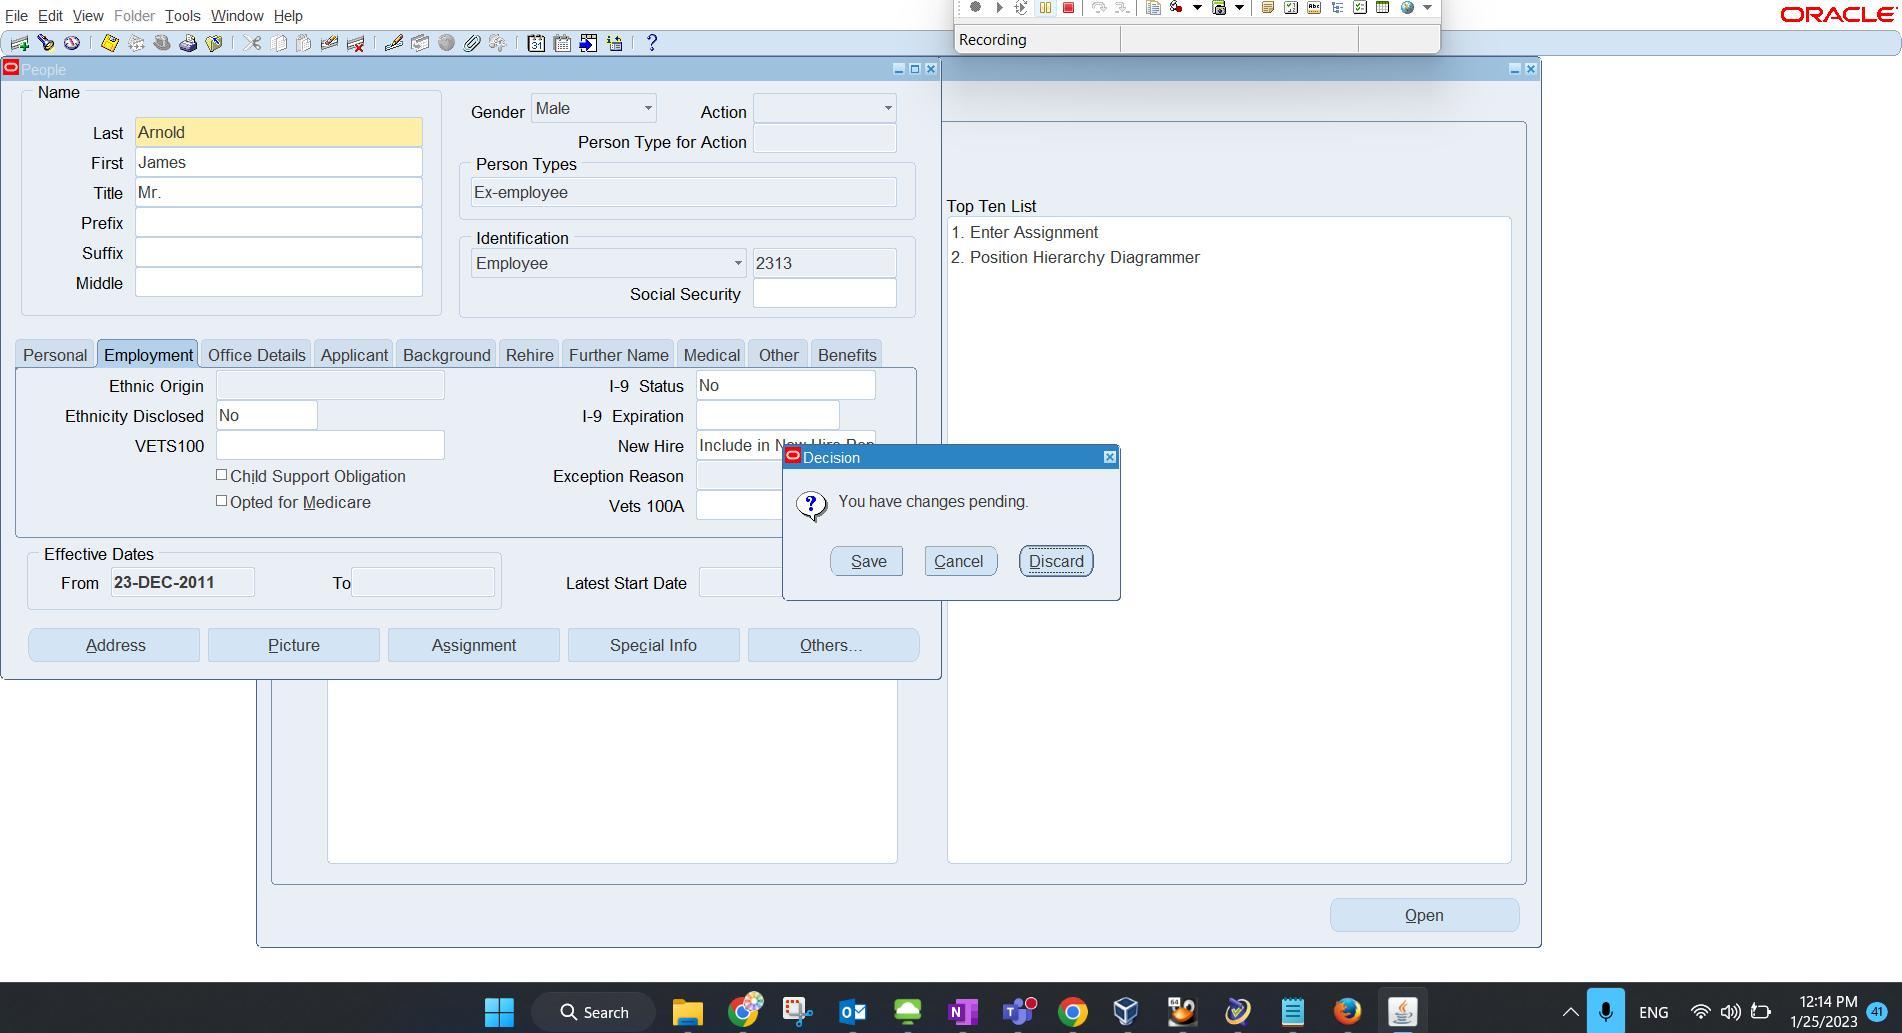 File Edit View Folder Tools Window Help
ORACLE
Recording
People
Name
Last Arnold
First James
Title Mr.
Prefix
Suffix
Middle
Gender Male
Action
Person Type for Action
Person Types
Ex-employee
Identification
Employee 2313
Social Security
Top Ten List
1. Enter Assignment
2. Position Hierarchy Diagrammer
Personal Employment Office Details Applicant Background Rehire Further Name Medical Other Benefits
Ethnic Origin
Ethnicity Disclosed No
VETS100
Child Support Obligation
Opted for Medicare
I-9 Status No
I-9 Expiration
New Hire Include in New Hire Rep
Exception Reason
Vets 100A
Decision
You have changes pending.
Save Cancel Discard
Effective Dates
From 23-DEC-2011 To
Latest Start Date
Address Picture Assignment Special Info Others...
Open
Search
ENG
12:14 PM
1/25/2023
41